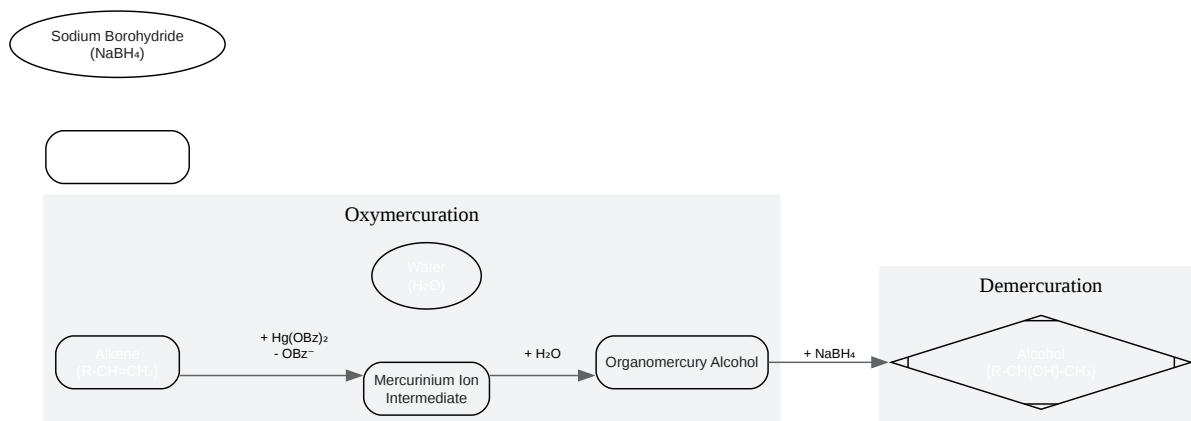 Sodium Borohydride
(NaBH₄)
Oxymercuration
Water
(H₂O)
Demercuration
+ Hg(OBz)₂
- OBz⁻
Alkene
(R-CH=CH₂)
Mercurinium Ion
Intermediate
+ H₂O
Organomercury Alcohol
+ NaBH₄
Alcohol
(R-CH(OH)-CH₃)